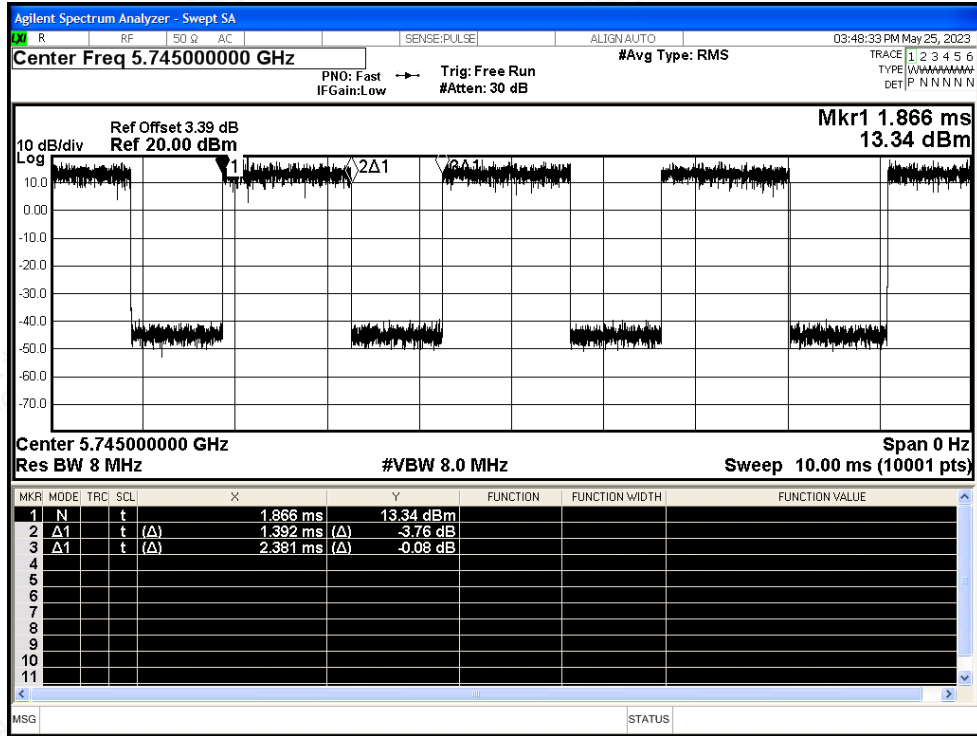 Agilent Spectrum Analyzer - Swept SA
LXI R RF 50 Ω AC SENSE:PULSE ALIGN AUTO 03:48:33 PM May 25, 2023
Center Freq 5.745000000 GHz #Avg Type: RMS TRACE 1 2 3 4 5 6
PNO: Fast Trig: Free Run TYPE W
IFGain:Low #Atten: 30 dB DET P N N N N N
Mkr1 1.866 ms
Ref Offset 3.39 dB
10 dB/div Ref 20.00 dBm 13.34 dBm
Log
1 2Δ1 3Δ1
10.0
0.00
-10.0
-20.0
-30.0
-40.0
-50.0
-60.0
-70.0
Center 5.745000000 GHz Span 0 Hz
Res BW 8 MHz #VBW 8.0 MHz Sweep 10.00 ms (10001 pts)
MKR MODE TRC SCL X Y FUNCTION FUNCTION WIDTH FUNCTION VALUE
1 N t 1.866 ms 13.34 dBm
2 Δ1 t (Δ) 1.392 ms (Δ) -3.76 dB
3 Δ1 t (Δ) 2.381 ms (Δ) -0.08 dB
4
5
6
7
8
9
10
11
MSG STATUS